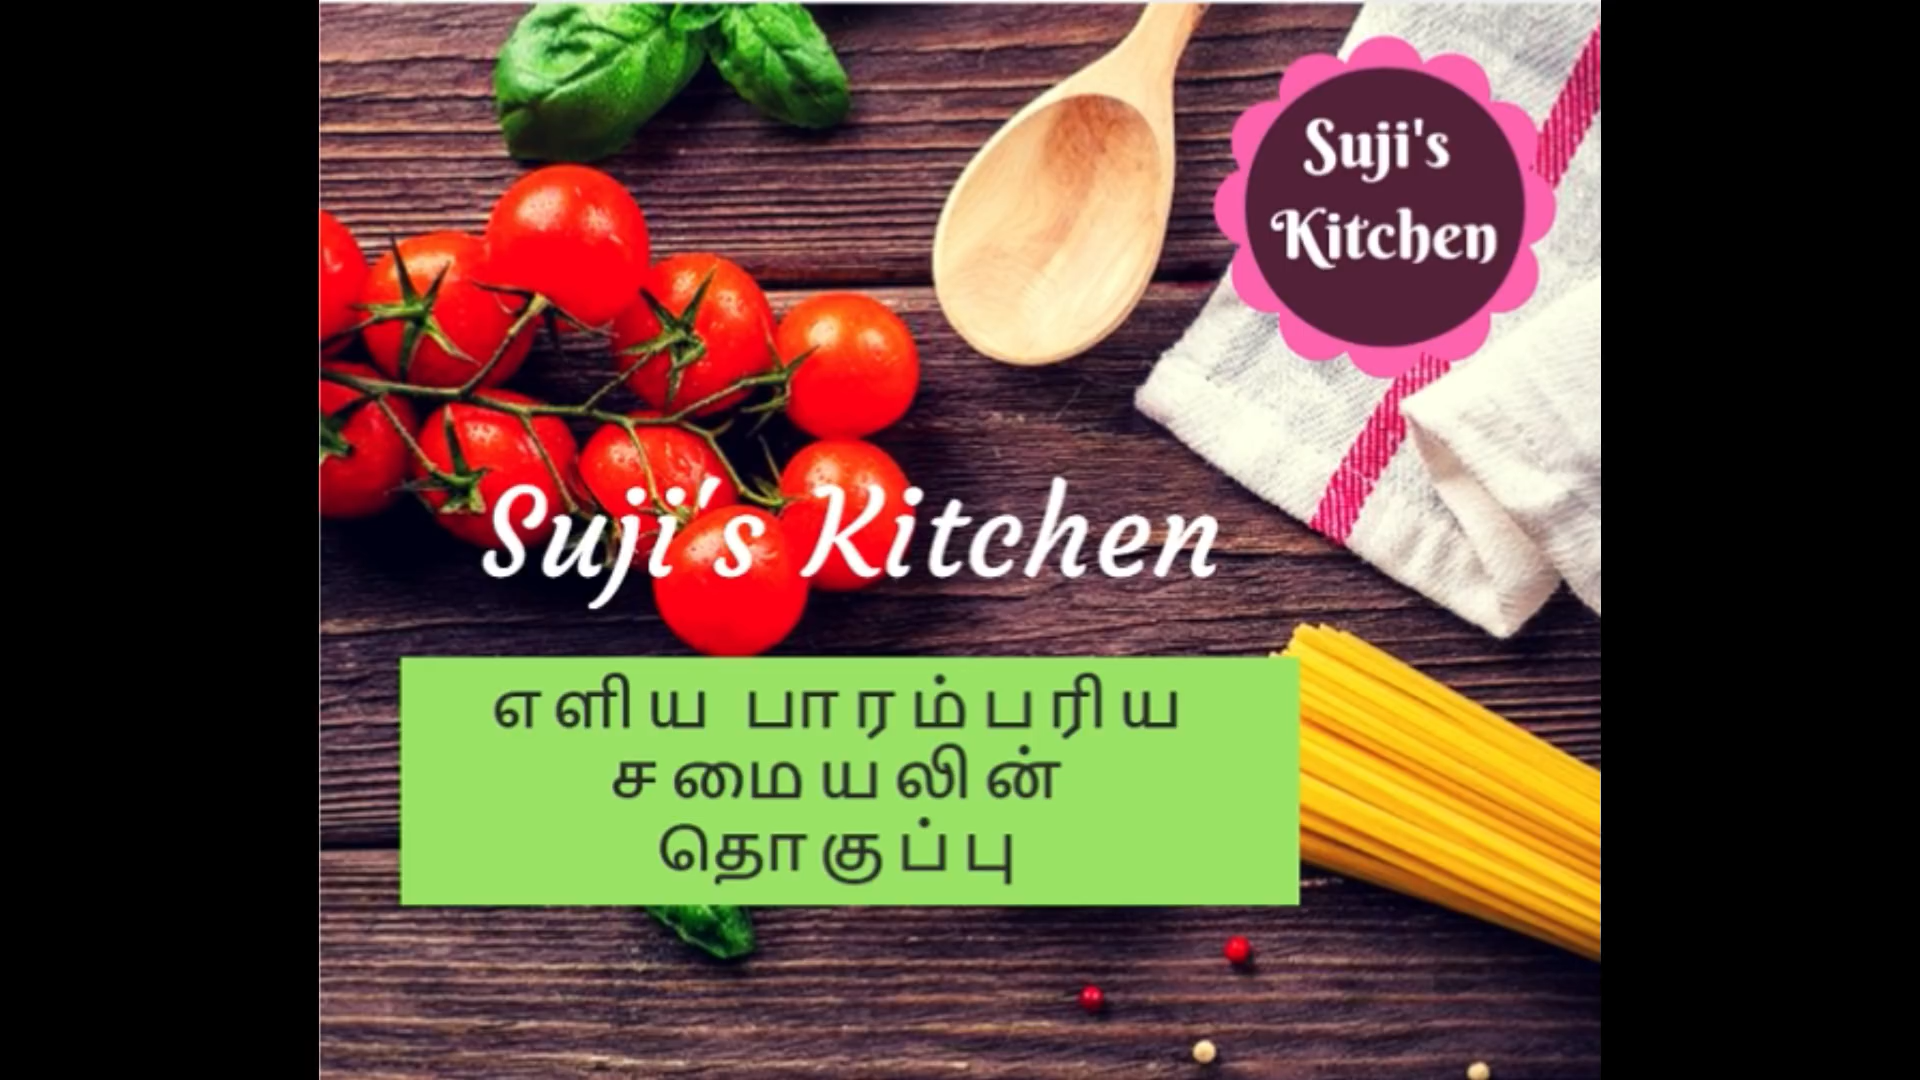 Suji's
Kitchen
Suji's Kitchen
எளிய பாரம்பரிய
சமையலின்
தொகுப்பு